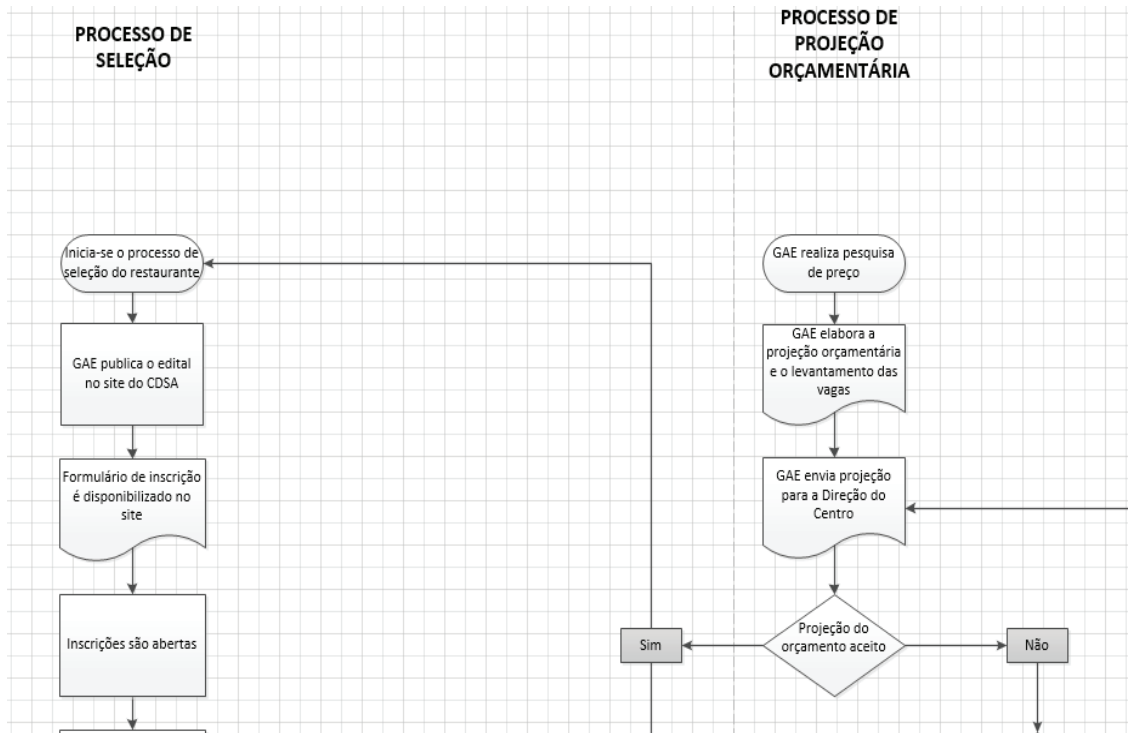 PROCESSO DE
SELEÇÃO
Inicia-se o processo de
seleção do restaurante
GAE publica o edital
no site do CDSA
Formulário de inscrição
é disponibilizado no
site
Inscrições são abertas
PROCESSO DE
PROJEÇÃO
ORÇAMENTÁRIA
GAE realiza pesquisa
de preço
GAE elabora a
projeção orçamentária
e o levantamento das
vagas
GAE envia projeção
para a Direção do
Centro
Projeção do
orçamento aceito
Sim
Não